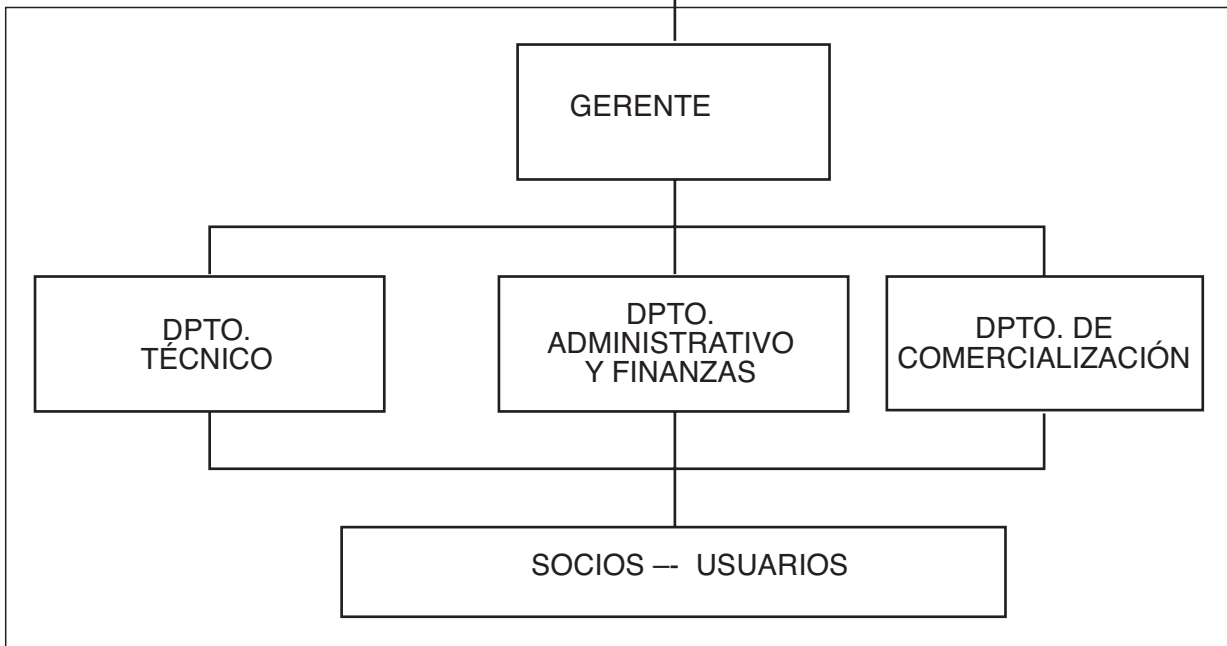 GERENTE
DPTO.
TÉCNICO
DPTO.
ADMINISTRATIVO
Y FINANZAS
DPTO. DE
COMERCIALIZACIÓN
SOCIOS –- USUARIOS